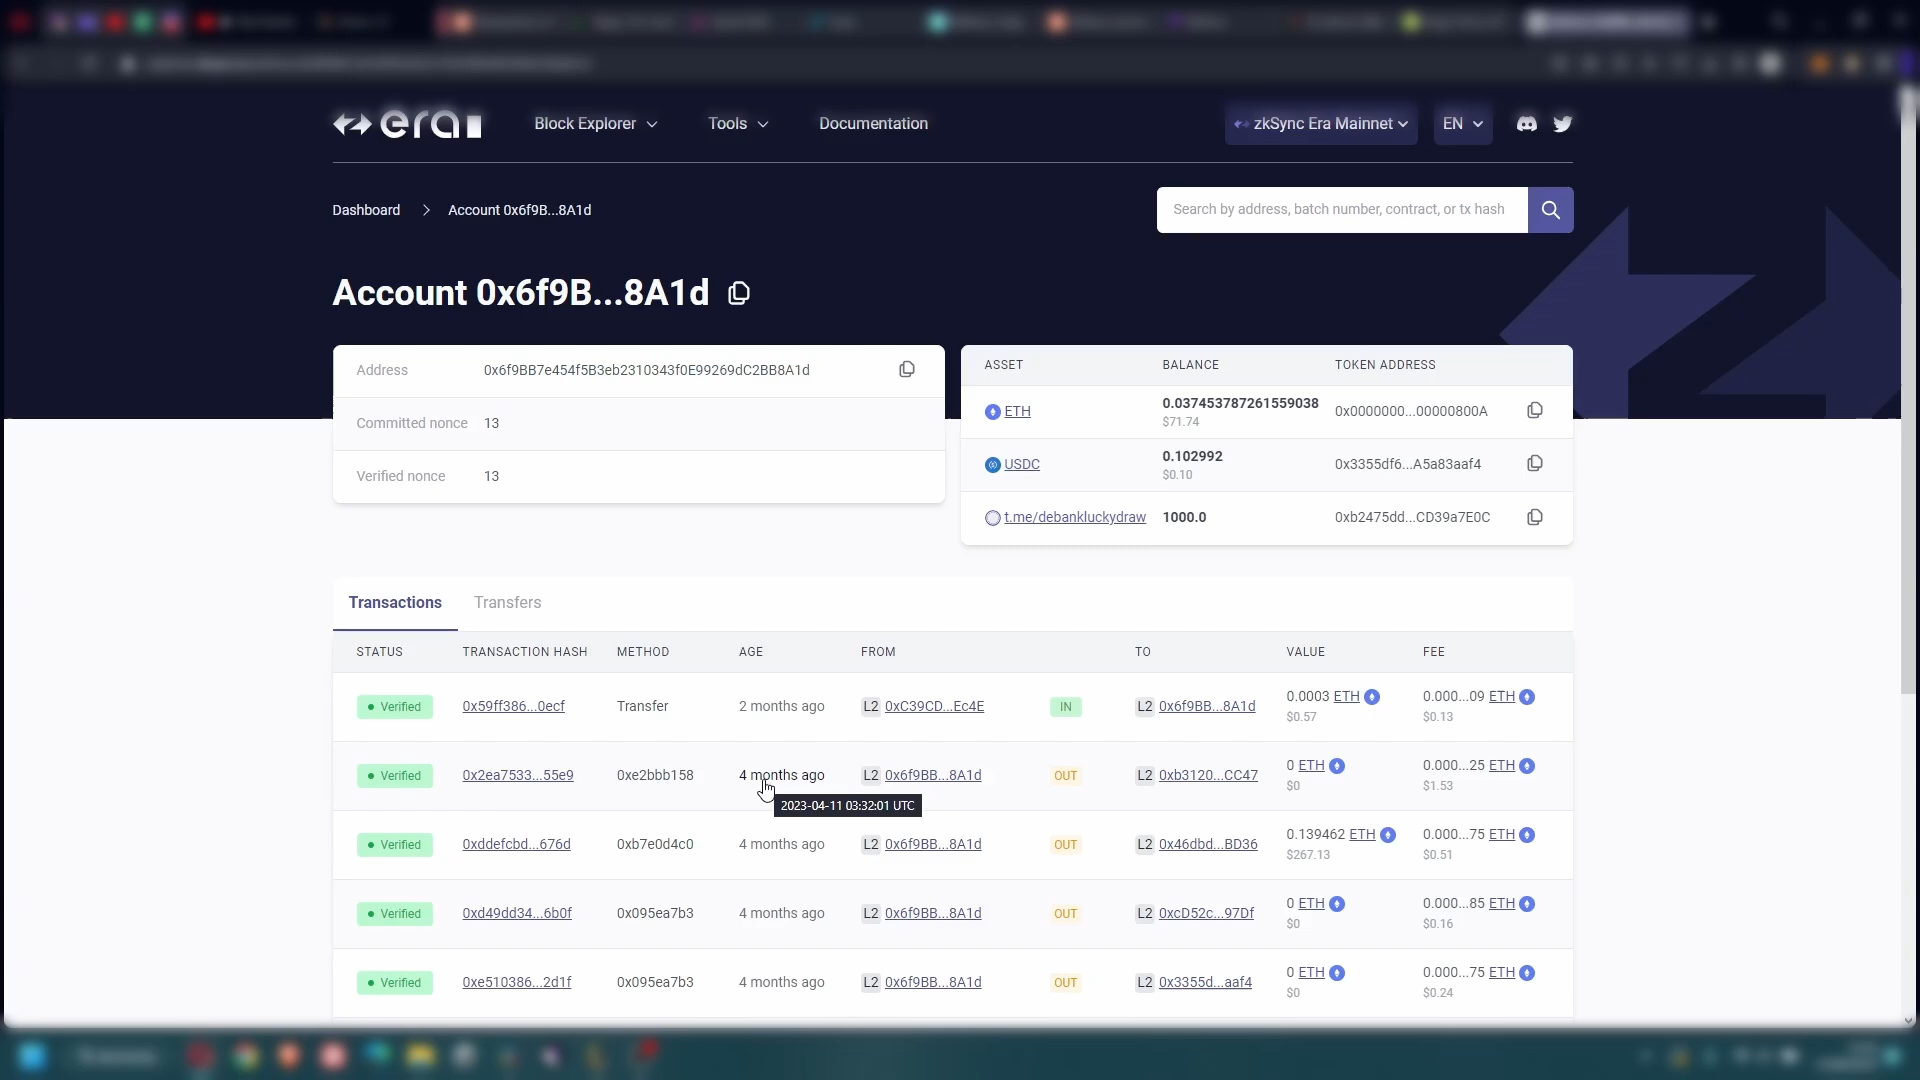 era
Block Explorer
Tools
Documentation
zkSync Era Mainnet
EN
Dashboard > Account 0x6f9B...8A1d
Search by address, batch number, contract, or tx hash
Account 0x6f9B...8A1d
Address 0x6f9BB7e454f5B3eb2310343f0E99269dC2BB8A1d
Committed nonce 13
Verified nonce 13
ASSET BALANCE TOKEN ADDRESS
ETH 0.037453787261559038 0x0000000...00000800A
$71.74
USDC 0.102992 0x3355df6...A5a83aaf4
$0.10
t.me/debankluckydraw 1000.0 0xb2475dd...CD39a7E0C
Transactions Transfers
STATUS TRANSACTION HASH METHOD AGE FROM TO VALUE FEE
Verified 0x59ff386...0ecf Transfer 2 months ago L2 0xC39CD...Ec4E IN L2 0x6f9BB...8A1d 0.0003 ETH 0.000...09 ETH
$0.57 $0.13
Verified 0x2ea7533...55e9 0xe2bbb158 4 months ago L2 0x6f9BB...8A1d OUT L2 0xb3120...CC47 0 ETH 0.000...25 ETH
$0 $1.53
2023-04-11 03:32:01 UTC
Verified 0xddefcbd...676d 0xb7e0d4c0 4 months ago L2 0x6f9BB...8A1d OUT L2 0x46dbd...BD36 0.139462 ETH 0.000...75 ETH
$267.13 $0.51
Verified 0xd49dd34...6b0f 0x095ea7b3 4 months ago L2 0x6f9BB...8A1d OUT L2 0xcD52c...97Df 0 ETH 0.000...85 ETH
$0 $0.16
Verified 0xe510386...2d1f 0x095ea7b3 4 months ago L2 0x6f9BB...8A1d OUT L2 0x3355d...aaf4 0 ETH 0.000...75 ETH
$0 $0.24